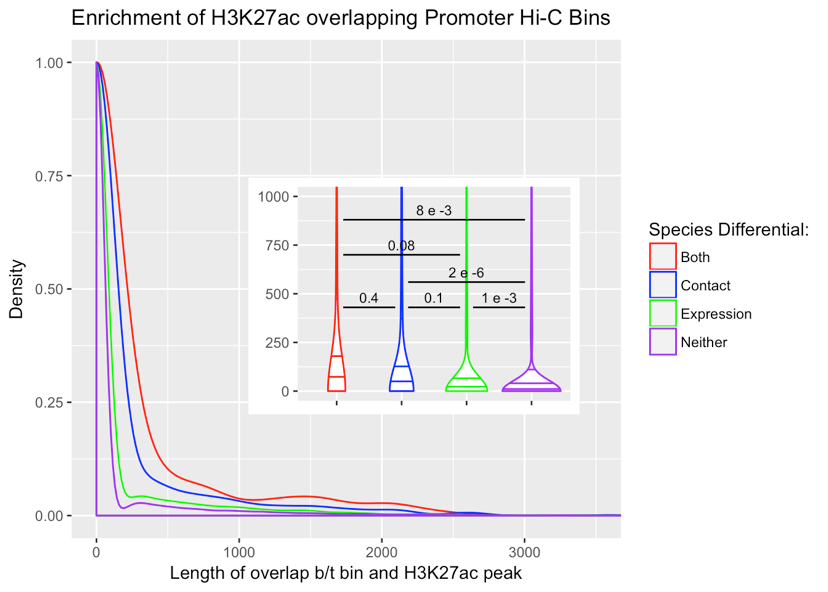 Enrichment of H3K27ac overlapping Promoter Hi-C Bins
Density
1.00
0.75
0.50
0.25
0.00
0
1000
2000
3000
Length of overlap b/t bin and H3K27ac peak
1000
750
500
250
0
8 e -3
0.08
2 e -6
0.4
0.1
1 e -3
Species Differential:
Both
Contact
Expression
Neither